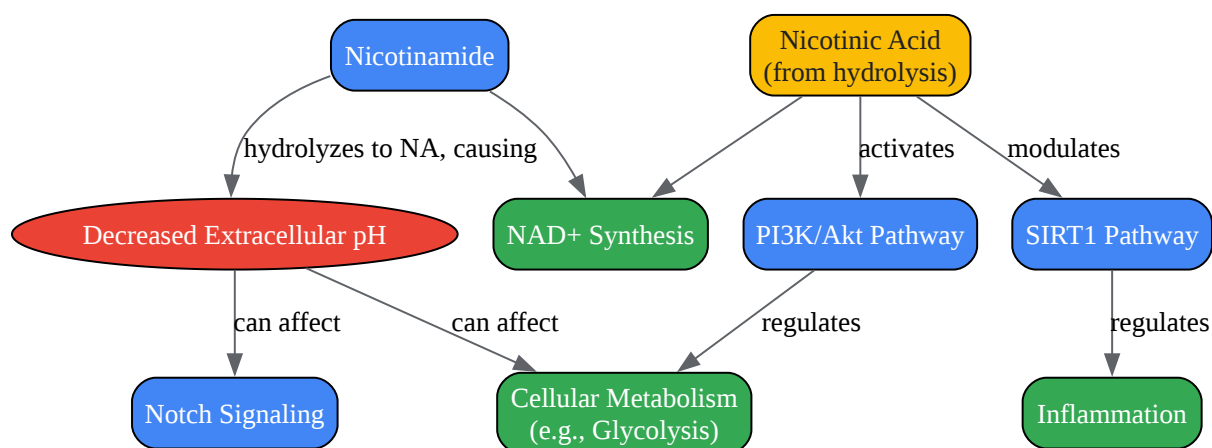 Nicotinamide
Nicotinic Acid
(from hydrolysis)
hydrolyzes to NA, causing
activates
modulates
Decreased Extracellular pH
NAD+ Synthesis
PI3K/Akt Pathway
SIRT1 Pathway
can affect
can affect
regulates
regulates
Notch Signaling
Cellular Metabolism
(e.g., Glycolysis)
Inflammation